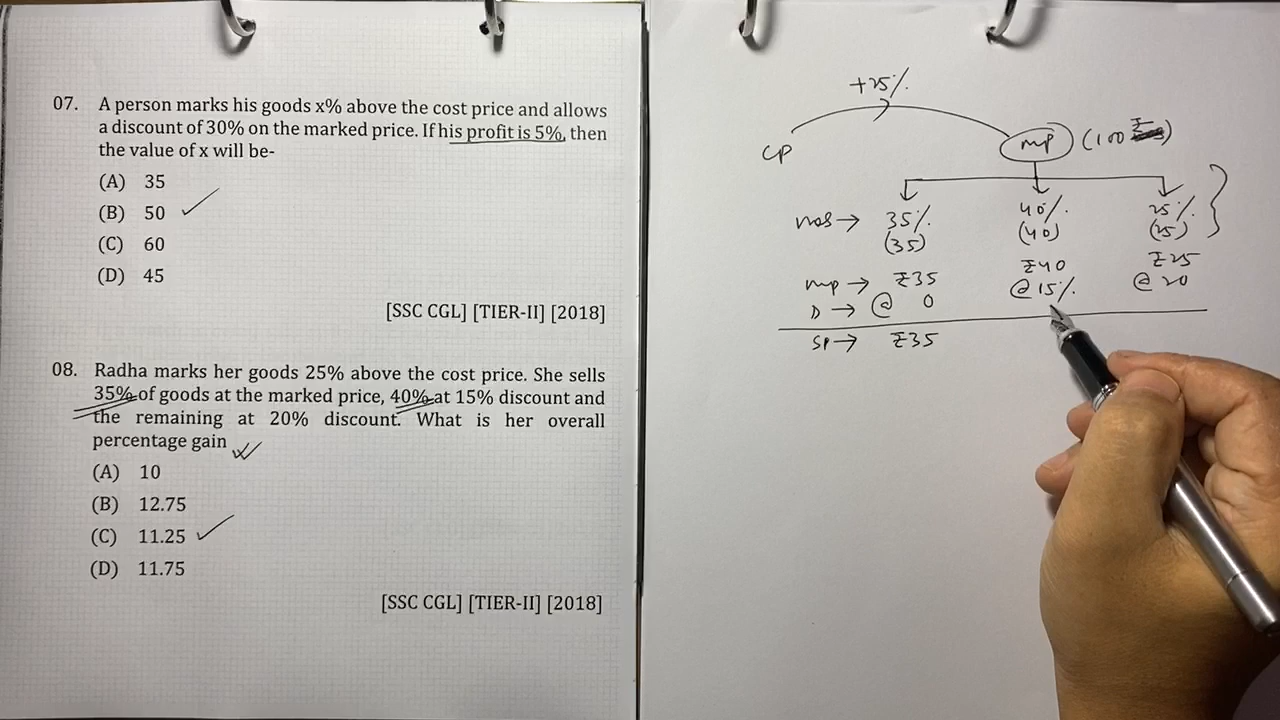 07. A person marks his goods x% above the cost price and allows
a discount of 30% on the marked price. If his profit is 5%, then
the value of x will be-
(A) 35
(B) 50
(C) 60
(D) 45
[SSC CGL] [TIER-II] [2018]
08. Radha marks her goods 25% above the cost price. She sells
35% of goods at the marked price, 40% at 15% discount and
the remaining at 20% discount. What is her overall
percentage gain
(A) 10
(B) 12.75
(C) 11.25
(D) 11.75
[SSC CGL] [TIER-II] [2018]
+25%
CP MP (100 ₹)
35% 40% 25%
(35) (40) (25)
MP → ₹35 ₹40 ₹25
D → @ 0 @ 15% @ 20
SP → ₹35